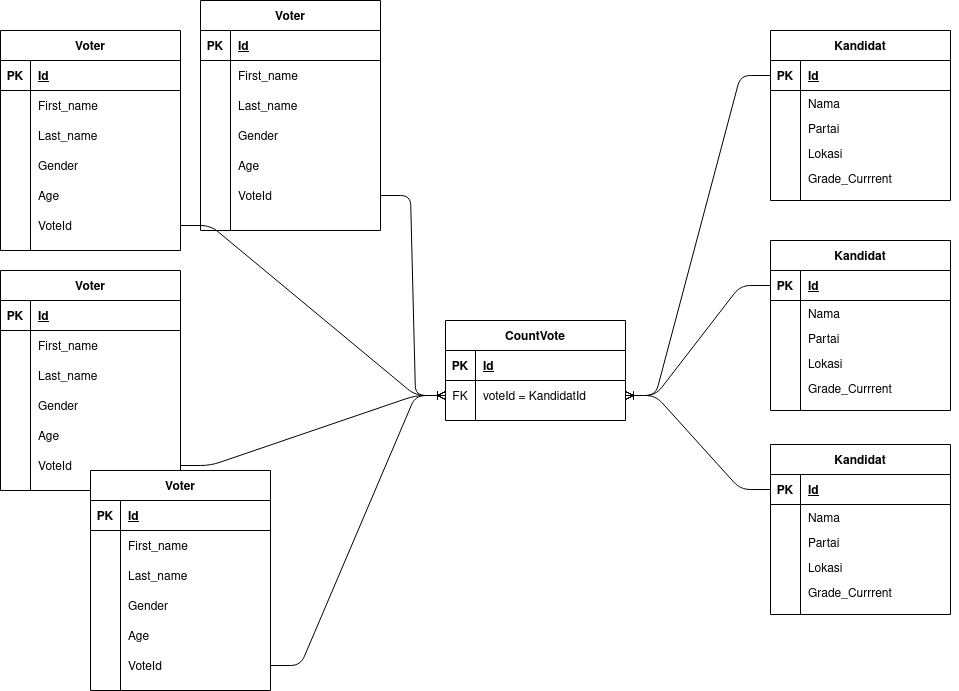 Voter
PK Id
First_name
Last_name
Gender
Age
VoteId
Voter
PK Id
First_name
Last_name
Gender
Age
VoteId
Voter
PK Id
First_name
Last_name
Gender
Age
VoteId
Voter
PK Id
First_name
Last_name
Gender
Age
VoteId
CountVote
PK Id
FK voteId = KandidatId
Kandidat
PK Id
Nama
Partai
Lokasi
Grade_Currrent
Kandidat
PK Id
Nama
Partai
Lokasi
Grade_Currrent
Kandidat
PK Id
Nama
Partai
Lokasi
Grade_Currrent